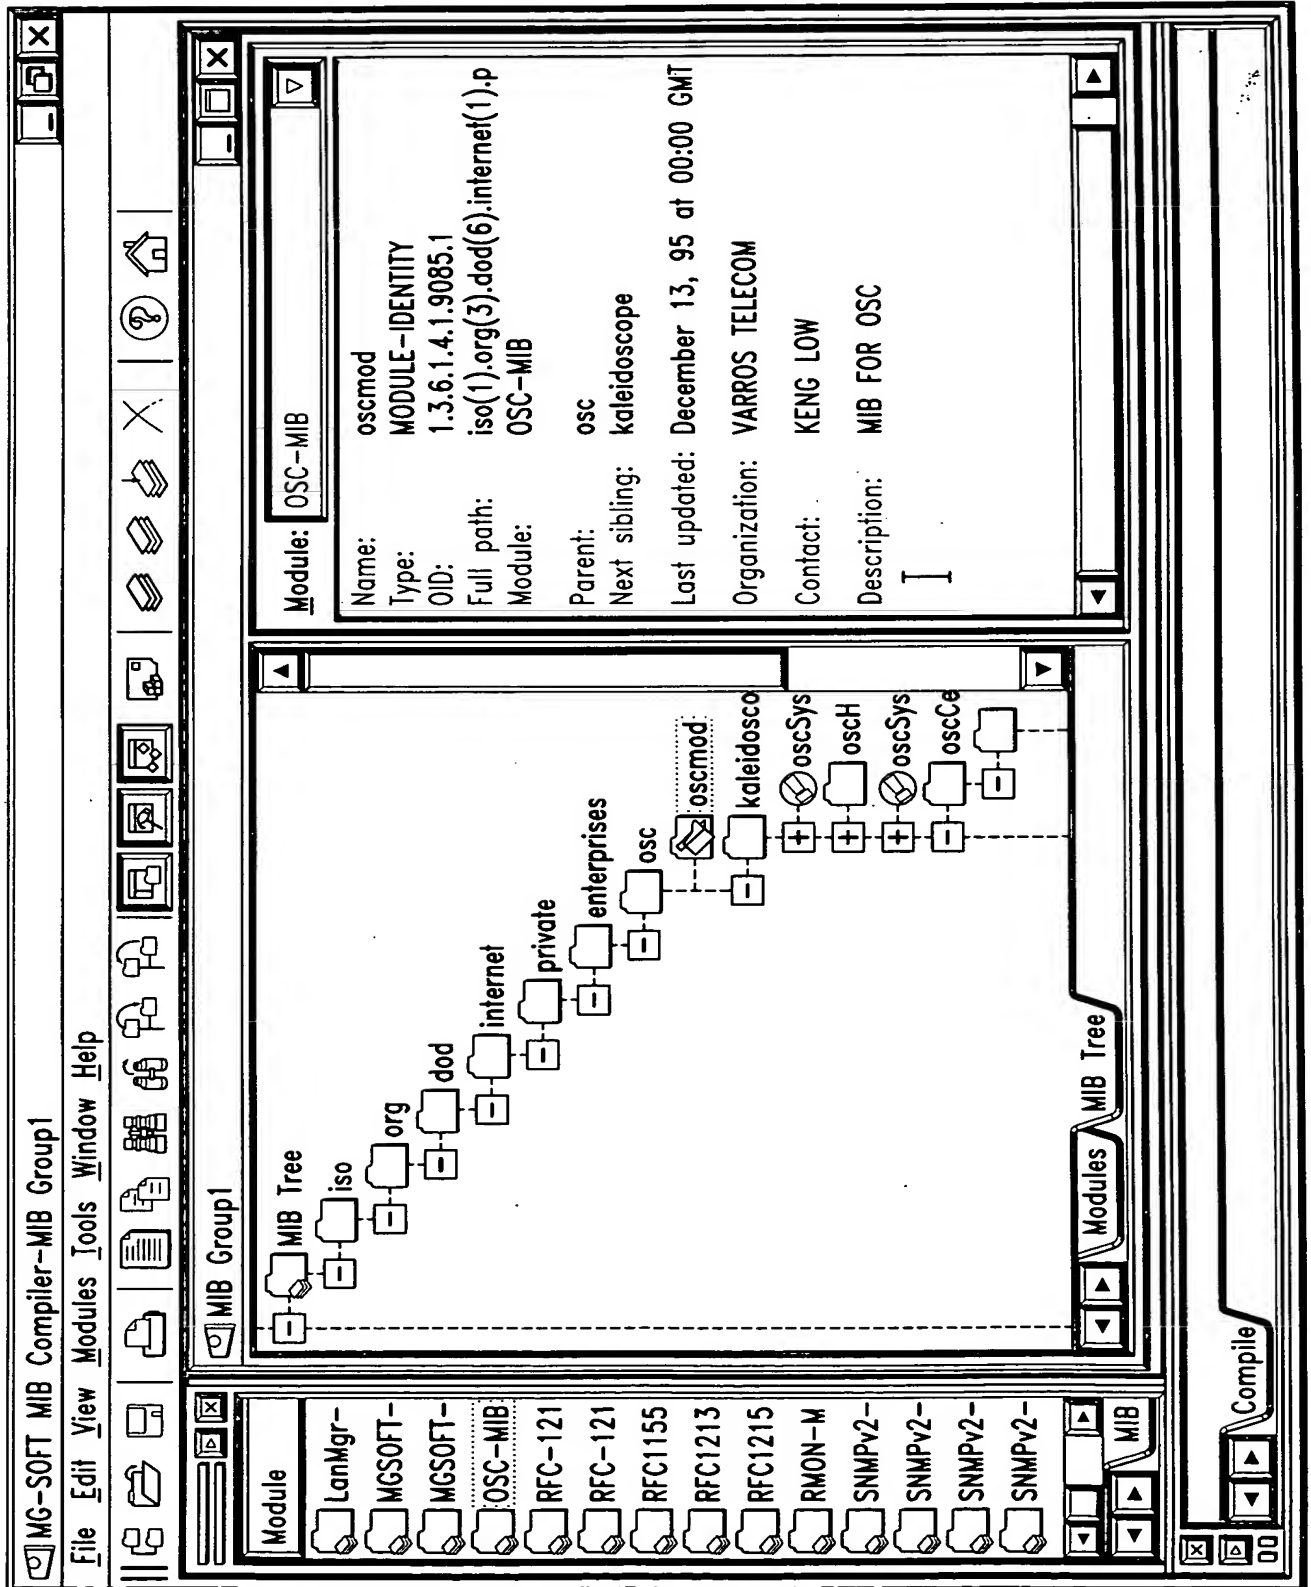 MG-SOFT MIB Compiler-MIB Group1
File Edit View Modules Tools Window Help
MIB Group1
Module
LanMgr-
MGSOFT-
MGSOFT-
OSC-MIB
RFC-121
RFC-121
RFC1155
RFC1213
RFC1215
RMON-M
SNMPv2-
SNMPv2-
SNMPv2-
SNMPv2-
MIB
MIB Tree
iso
org
dod
internet
private
enterprises
osc
oscmod
kaleidosco
oscSys
oscH
oscSys
oscCe
Modules MIB Tree
Module: OSC-MIB
Name: oscmod
Type: MODULE-IDENTITY
OID: 1.3.6.1.4.1.9085.1
Full path: iso(1).org(3).dod(6).internet(1).p
Module: OSC-MIB
Parent: osc
Next sibling: kaleidoscope
Last updated: December 13, 95 at 00:00 GMT
Organization: VARROS TELECOM
Contact: KENG LOW
Description: MIB FOR OSC
Compile